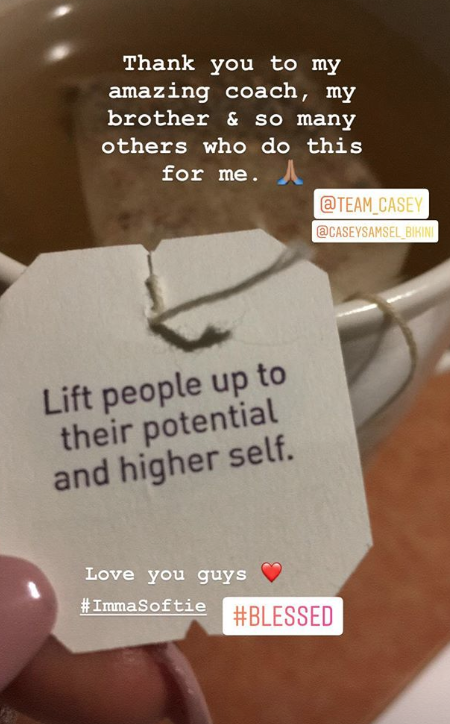 Thank you to my
amazing coach, my
brother & so many
others who do this
for me. 🙏🏽
@TEAM_CASEY
@CASEYSAMSEL_BIKINI
Lift people up to
their potential
and higher self.
Love you guys ❤️
#ImmaSoftie
#BLESSED